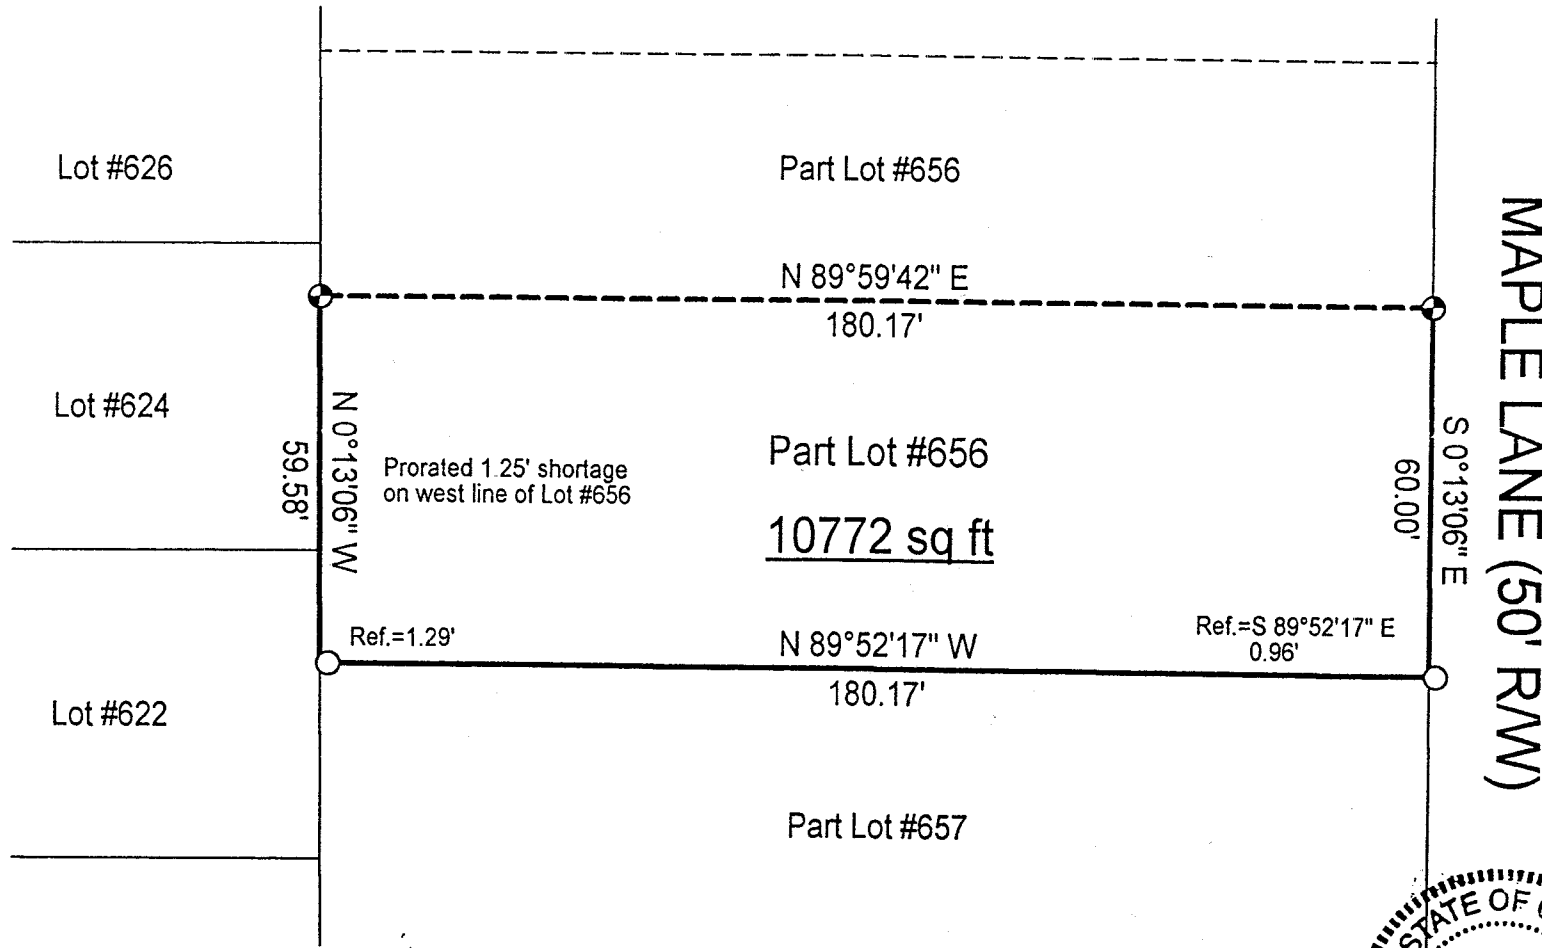 Lot #626
Part Lot #656
N 89°59'42" E
180.17'
MAPLE LANE (50' R/W)
Lot #624
N 0°13'06" W
59.58'
Prorated 1.25' shortage
on west line of Lot #656
Part Lot #656
10772 sq ft
S 0°13'06" E
60.00'
Ref.=1.29'
N 89°52'17" W
180.17'
Ref.=S 89°52'17" E
0.96'
Lot #622
Part Lot #657
STATE OF